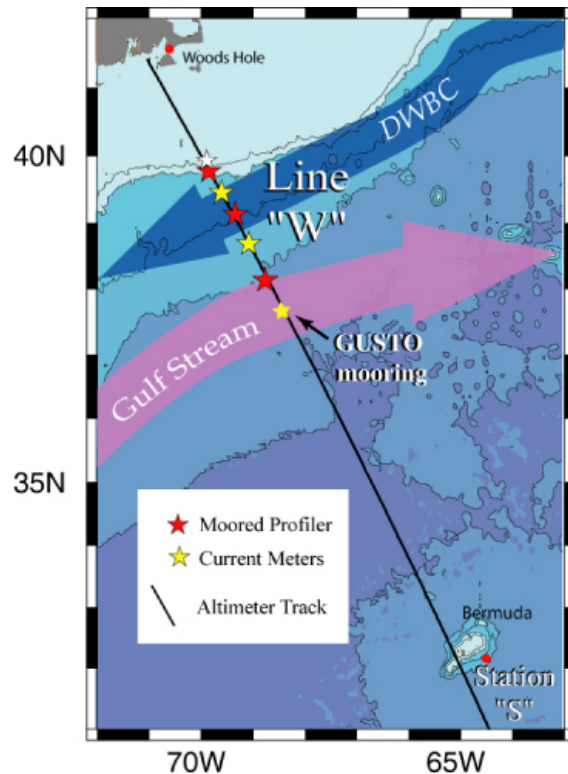 Woods Hole
40N
DWBC
Line
"W"
Gulf Stream
GUSTO
mooring
35N
Moored Profiler
Current Meters
Altimeter Track
Bermuda
Station
"S"
70W
65W